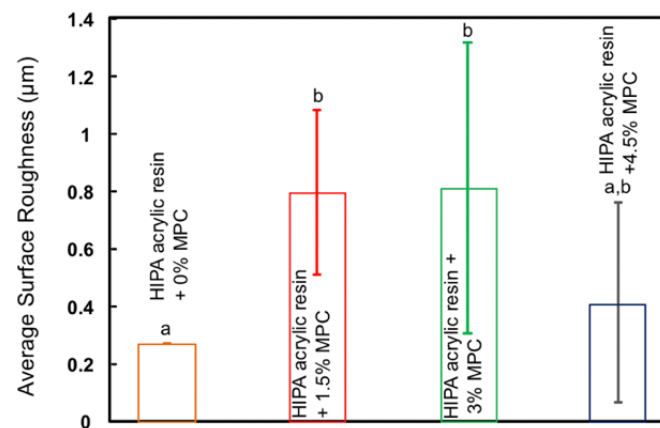 Average Surface Roughness (μm)
1.4
1.2
1
0.8
0.6
0.4
0.2
0
HIPA acrylic resin
+ 0% MPC
a
b
HIPA acrylic resin
+ 1.5% MPC
b
HIPA acrylic resin +
3% MPC
HIPA acrylic resin
+4.5% MPC
a,b